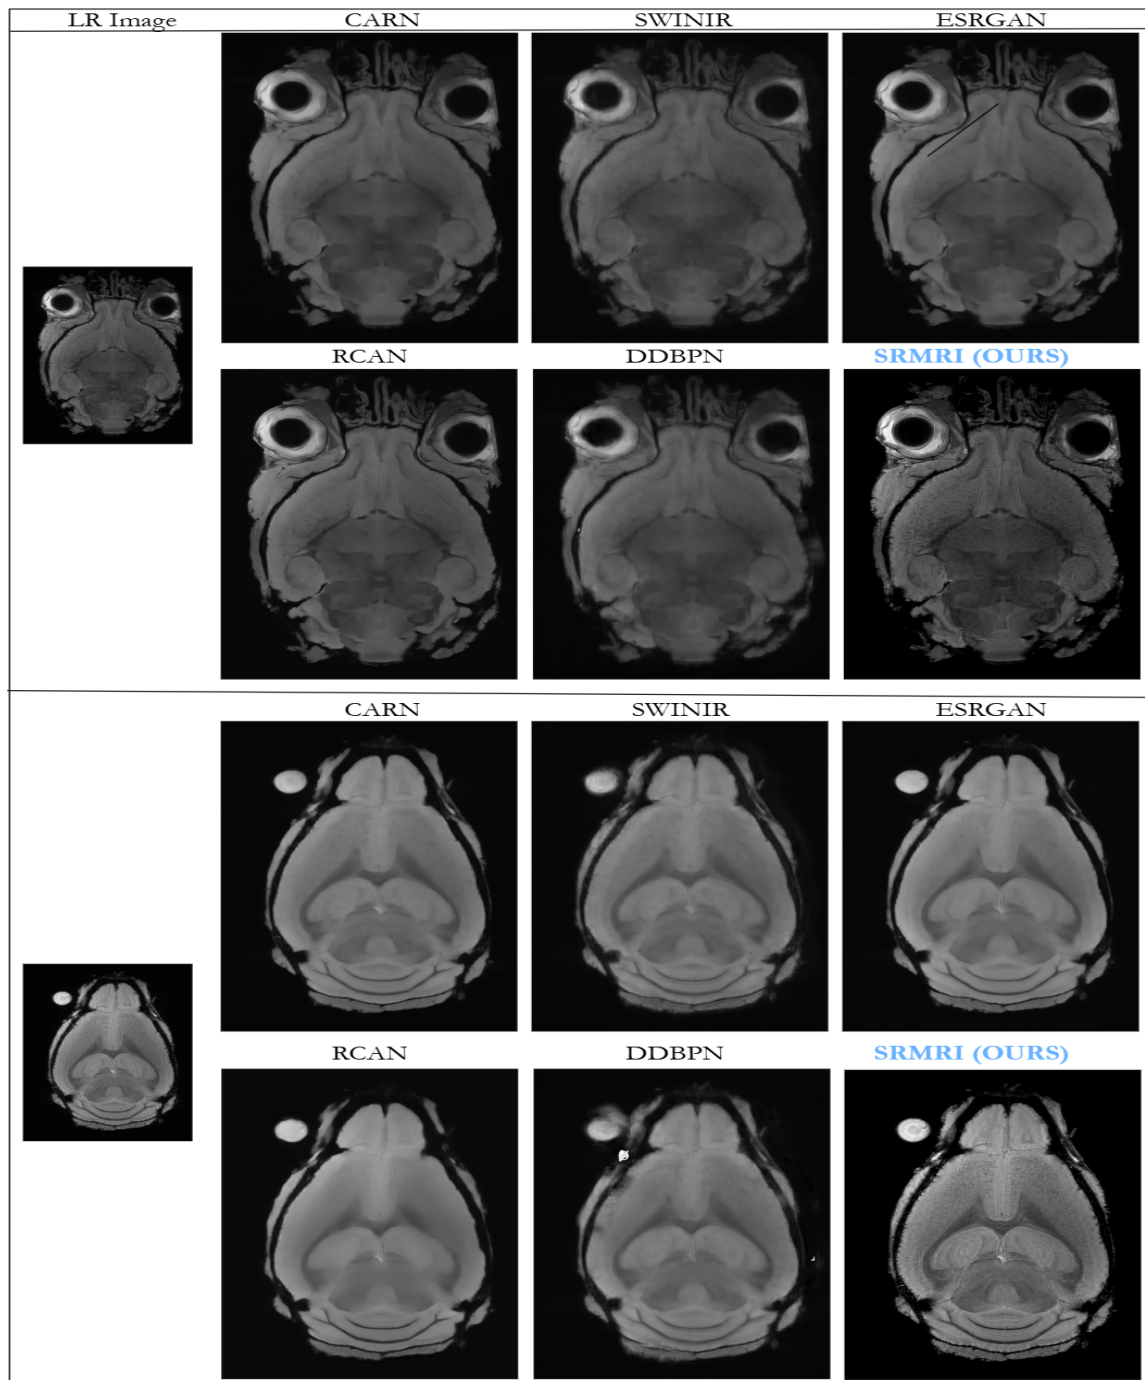 LR Image CARN SWINIR ESRGAN
RCAN DDBPN SRMRI (OURS)
CARN SWINIR ESRGAN
RCAN DDBPN SRMRI (OURS)